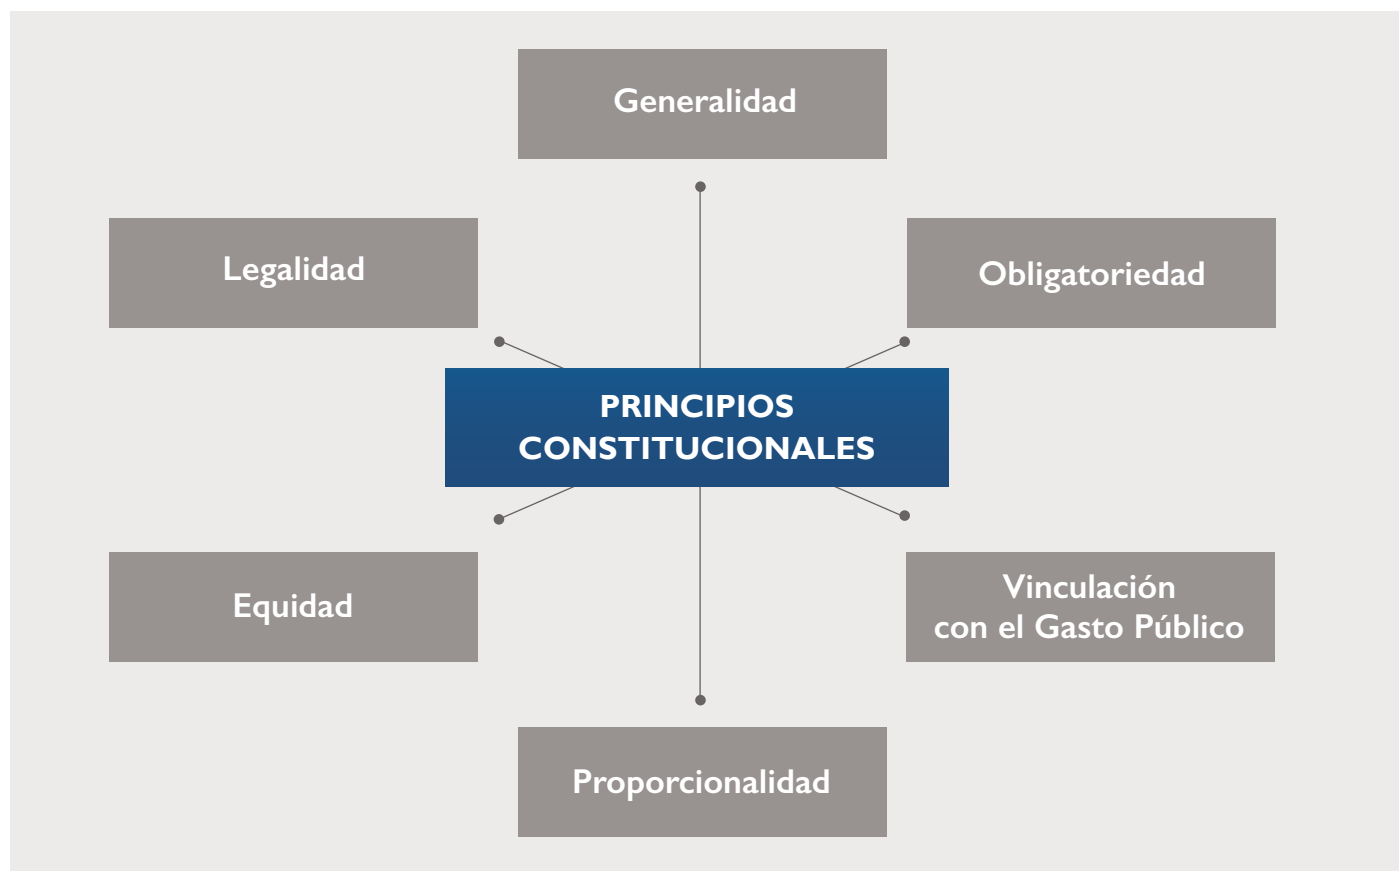 Generalidad
Legalidad
Obligatoriedad
PRINCIPIOS
CONSTITUCIONALES
Equidad
Vinculación
con el Gasto Público
Proporcionalidad